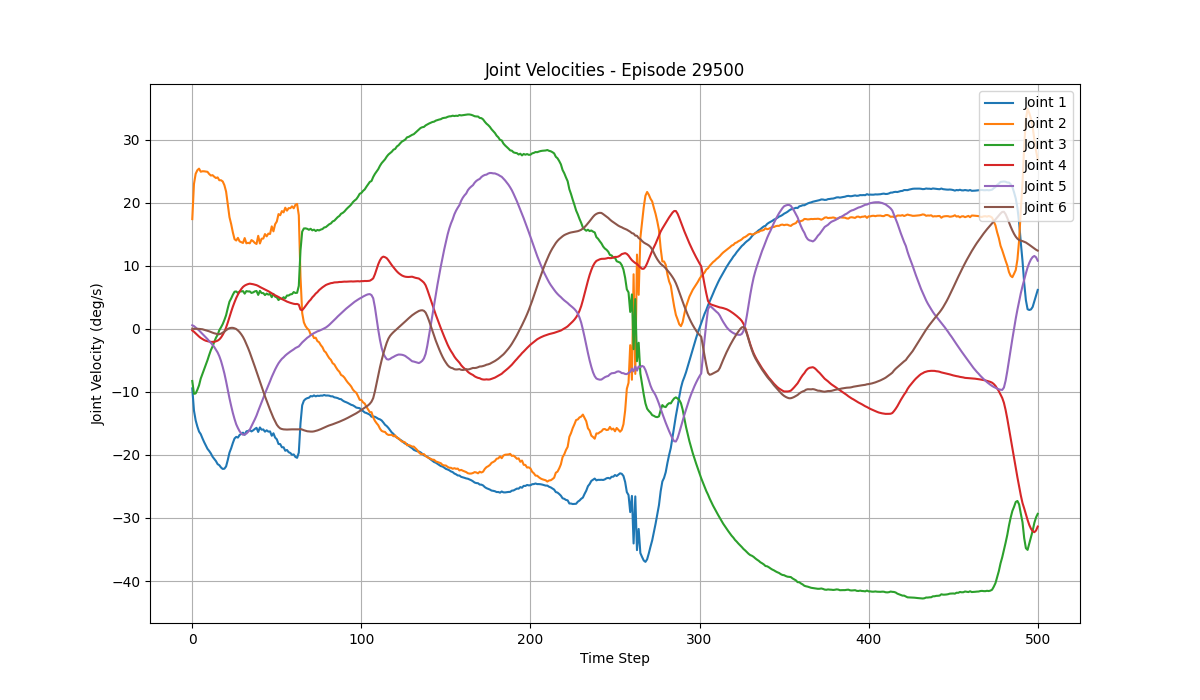 Joint Velocities - Episode 29500
Joint 1
Joint 2
Joint 3
Joint 4
Joint 5
Joint 6
Joint Velocity (deg/s)
30
20
10
0
−10
−20
−30
−40
0 100 200 300 400 500
Time Step